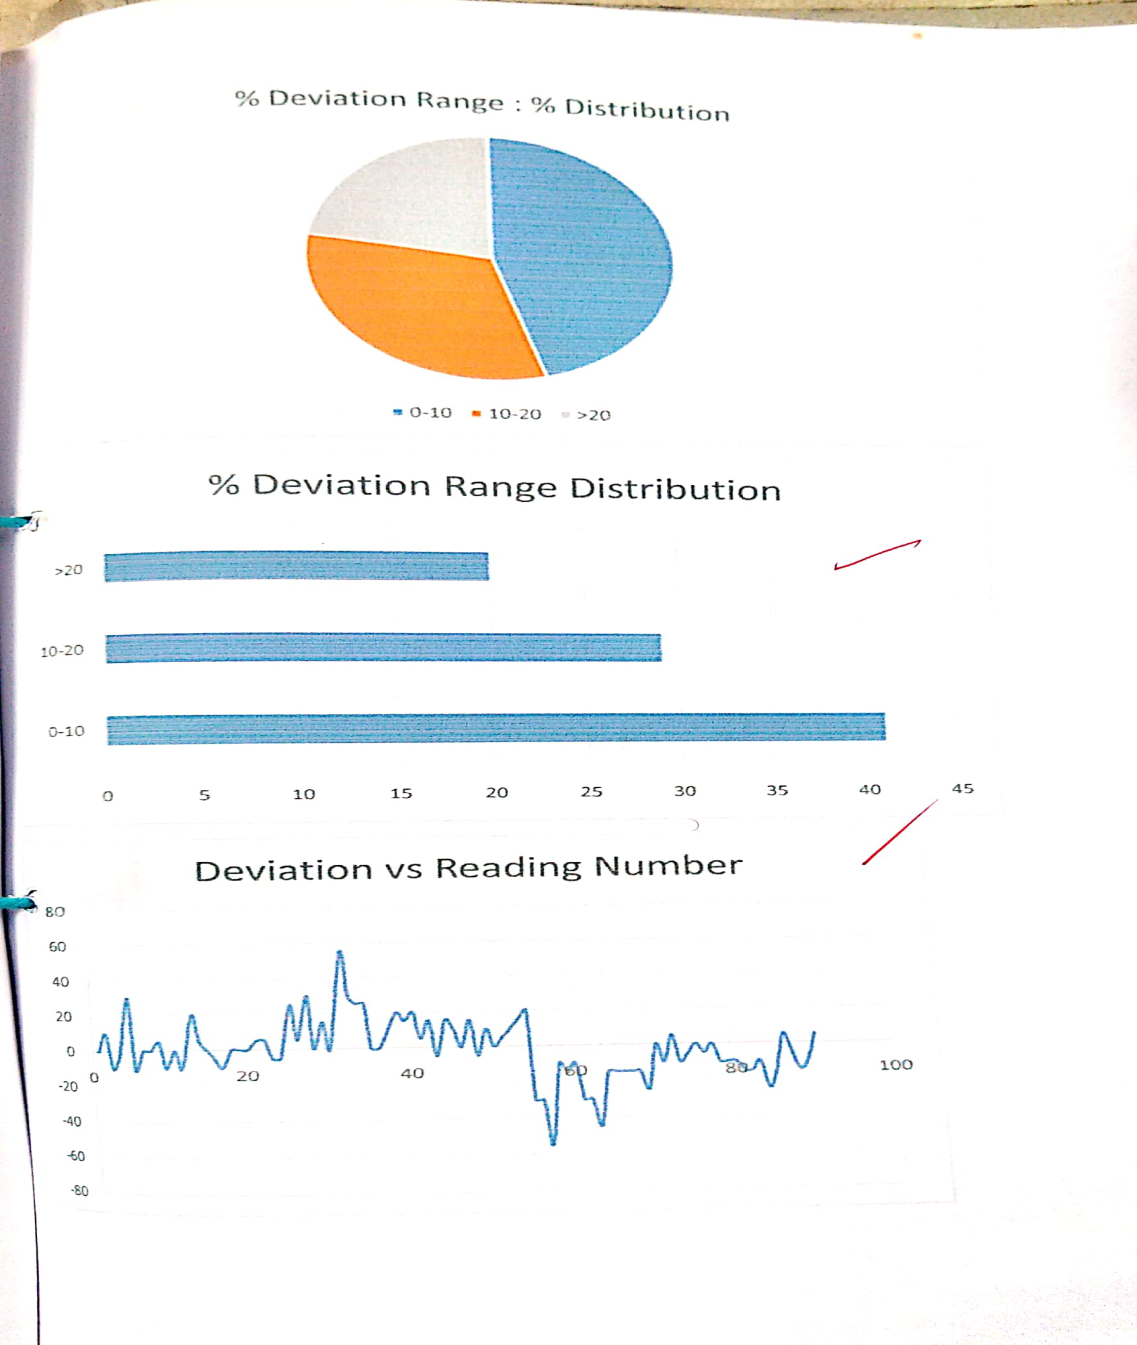 % Deviation Range : % Distribution
0-10 10-20 >20
% Deviation Range Distribution
>20
10-20
0-10
0 5 10 15 20 25 30 35 40 45
Deviation vs Reading Number
80
60
40
20
0
-20
-40
-60
-80
0 20 40 60 80 100